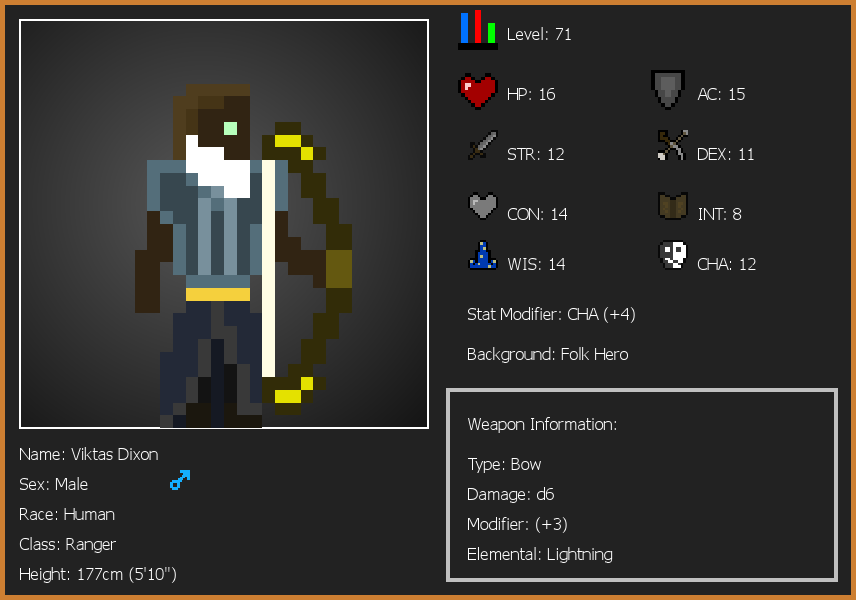 Level: 71
HP: 16
AC: 15
STR: 12
DEX: 11
CON: 14
INT: 8
WIS: 14
CHA: 12
Stat Modifier: CHA (+4)
Background: Folk Hero
Weapon Information:
Type: Bow
Damage: d6
Modifier: (+3)
Elemental: Lightning
Name: Viktas Dixon
Sex: Male
Race: Human
Class: Ranger
Height: 177cm (5'10")